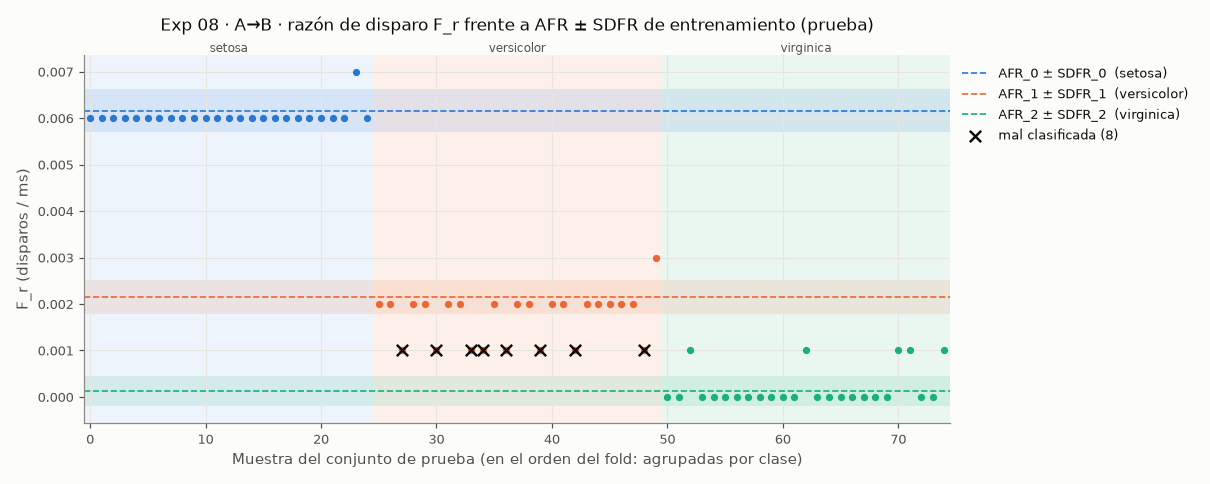 Exp 08 · A→B · razón de disparo F_r frente a AFR ± SDFR de entrenamiento (prueba)
setosa
versicolor
virginica
0.007
0.006
0.005
0.004
0.003
0.002
0.001
0.000
F_r (disparos / ms)
0
10
20
30
40
50
60
70
Muestra del conjunto de prueba (en el orden del fold: agrupadas por clase)
AFR_0 ± SDFR_0 (setosa)
AFR_1 ± SDFR_1 (versicolor)
AFR_2 ± SDFR_2 (virginica)
mal clasificada (8)